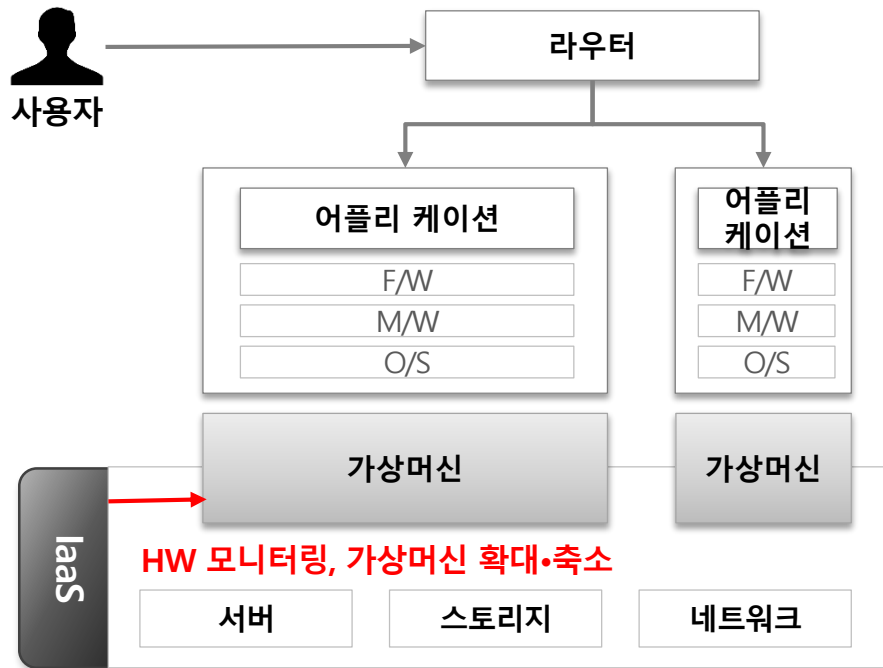 사용자
라우터
어플리 케이션
F/W
M/W
O/S
어플리
케이션
F/W
M/W
O/S
가상머신
가상머신
IaaS
HW 모니터링, 가상머신 확대•축소
서버
스토리지
네트워크